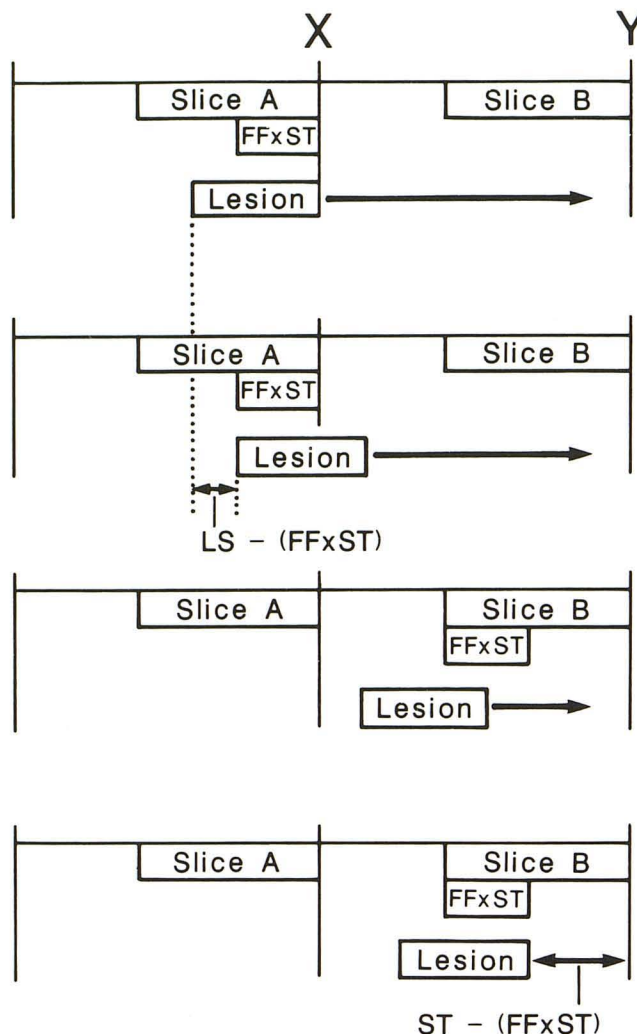 X Y
Slice A Slice B
FFxST
Lesion
Slice A Slice B
FFxST
Lesion
LS - (FFxST)
Slice A Slice B
FFxST
Lesion
Slice A Slice B
FFxST
Lesion
ST - (FFxST)